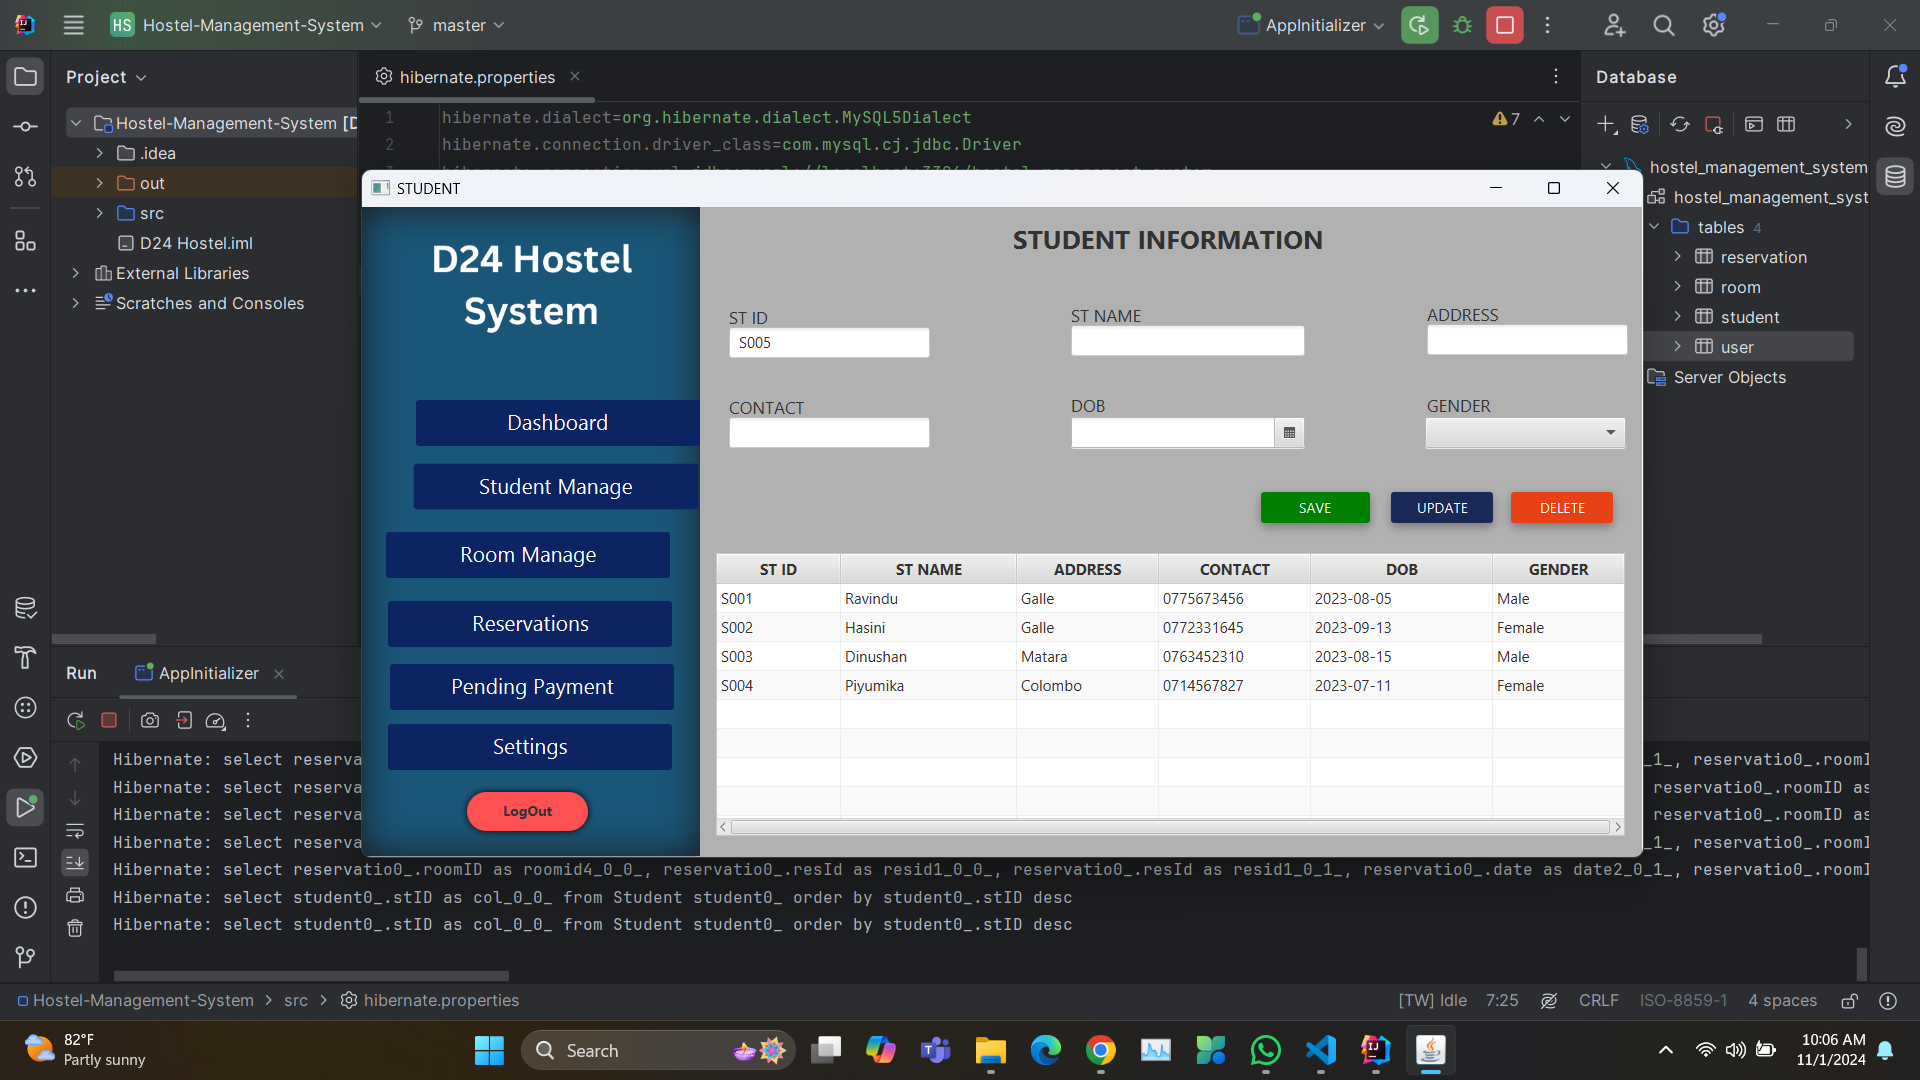 HS Hostel-Management-System master AppInitializer
Project
hibernate.properties
Database
Hostel-Management-System [D
.idea
out
src
D24 Hostel.iml
External Libraries
Scratches and Consoles
1 hibernate.dialect=org.hibernate.dialect.MySQL5Dialect
2 hibernate.connection.driver_class=com.mysql.cj.jdbc.Driver
7
hostel_management_system
hostel_management_syst
tables 4
reservation
room
student
user
Server Objects
STUDENT
D24 Hostel
System
Dashboard
Student Manage
Room Manage
Reservations
Pending Payment
Settings
LogOut
STUDENT INFORMATION
ST ID
S005
ST NAME
ADDRESS
CONTACT
DOB
GENDER
SAVE UPDATE DELETE
ST ID ST NAME ADDRESS CONTACT DOB GENDER
S001 Ravindu Galle 0775673456 2023-08-05 Male
S002 Hasini Galle 0772331645 2023-09-13 Female
S003 Dinushan Matara 0763452310 2023-08-15 Male
S004 Piyumika Colombo 0714567827 2023-07-11 Female
Run AppInitializer
Hibernate: select reserva _1_, reservatio0_.roomI
Hibernate: select reserva reservatio0_.roomID as
Hibernate: select reserva reservatio0_.roomID as
Hibernate: select reserva _1_, reservatio0_.roomI
Hibernate: select reservatio0_.roomID as roomid4_0_0_, reservatio0_.resId as resid1_0_0_, reservatio0_.resId as resid1_0_1_, reservatio0_.date as date2_0_1_, reservatio0_.roomI
Hibernate: select student0_.stID as col_0_0_ from Student student0_ order by student0_.stID desc
Hibernate: select student0_.stID as col_0_0_ from Student student0_ order by student0_.stID desc
Hostel-Management-System > src > hibernate.properties
[TW] Idle 7:25 CRLF ISO-8859-1 4 spaces
82°F
Partly sunny
Search
10:06 AM
11/1/2024